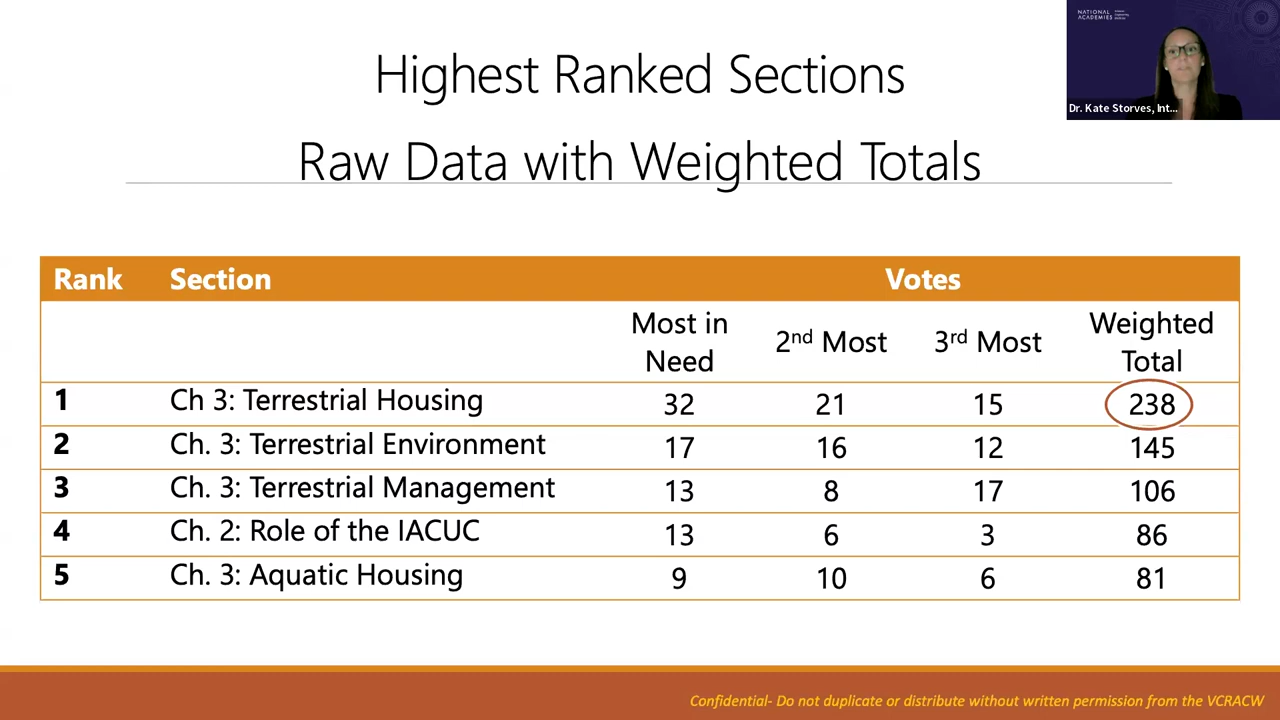 NATIONAL ACADEMIES
Sciences
Engineering
Medicine
Dr. Kate Storves, Int...
Highest Ranked Sections
Raw Data with Weighted Totals
Rank Section Votes
Most in Need 2nd Most 3rd Most Weighted Total
1 Ch 3: Terrestrial Housing 32 21 15 238
2 Ch. 3: Terrestrial Environment 17 16 12 145
3 Ch. 3: Terrestrial Management 13 8 17 106
4 Ch. 2: Role of the IACUC 13 6 3 86
5 Ch. 3: Aquatic Housing 9 10 6 81
Confidential- Do not duplicate or distribute without written permission from the VCRACW